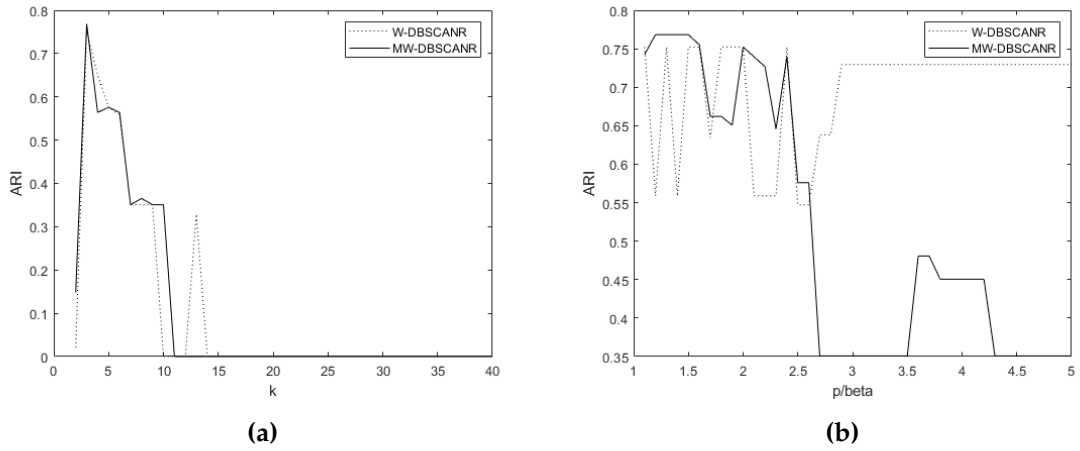 0.8
0.7
0.6
0.5
0.4
0.3
0.2
0.1
0
ARI
0 5 10 15 20 25 30 35 40
k
W-DBSCANR
MW-DBSCANR
(a)
0.8
0.75
0.7
0.65
0.6
0.55
0.5
0.45
0.4
0.35
ARI
1 1.5 2 2.5 3 3.5 4 4.5 5
p/beta
W-DBSCANR
MW-DBSCANR
(b)